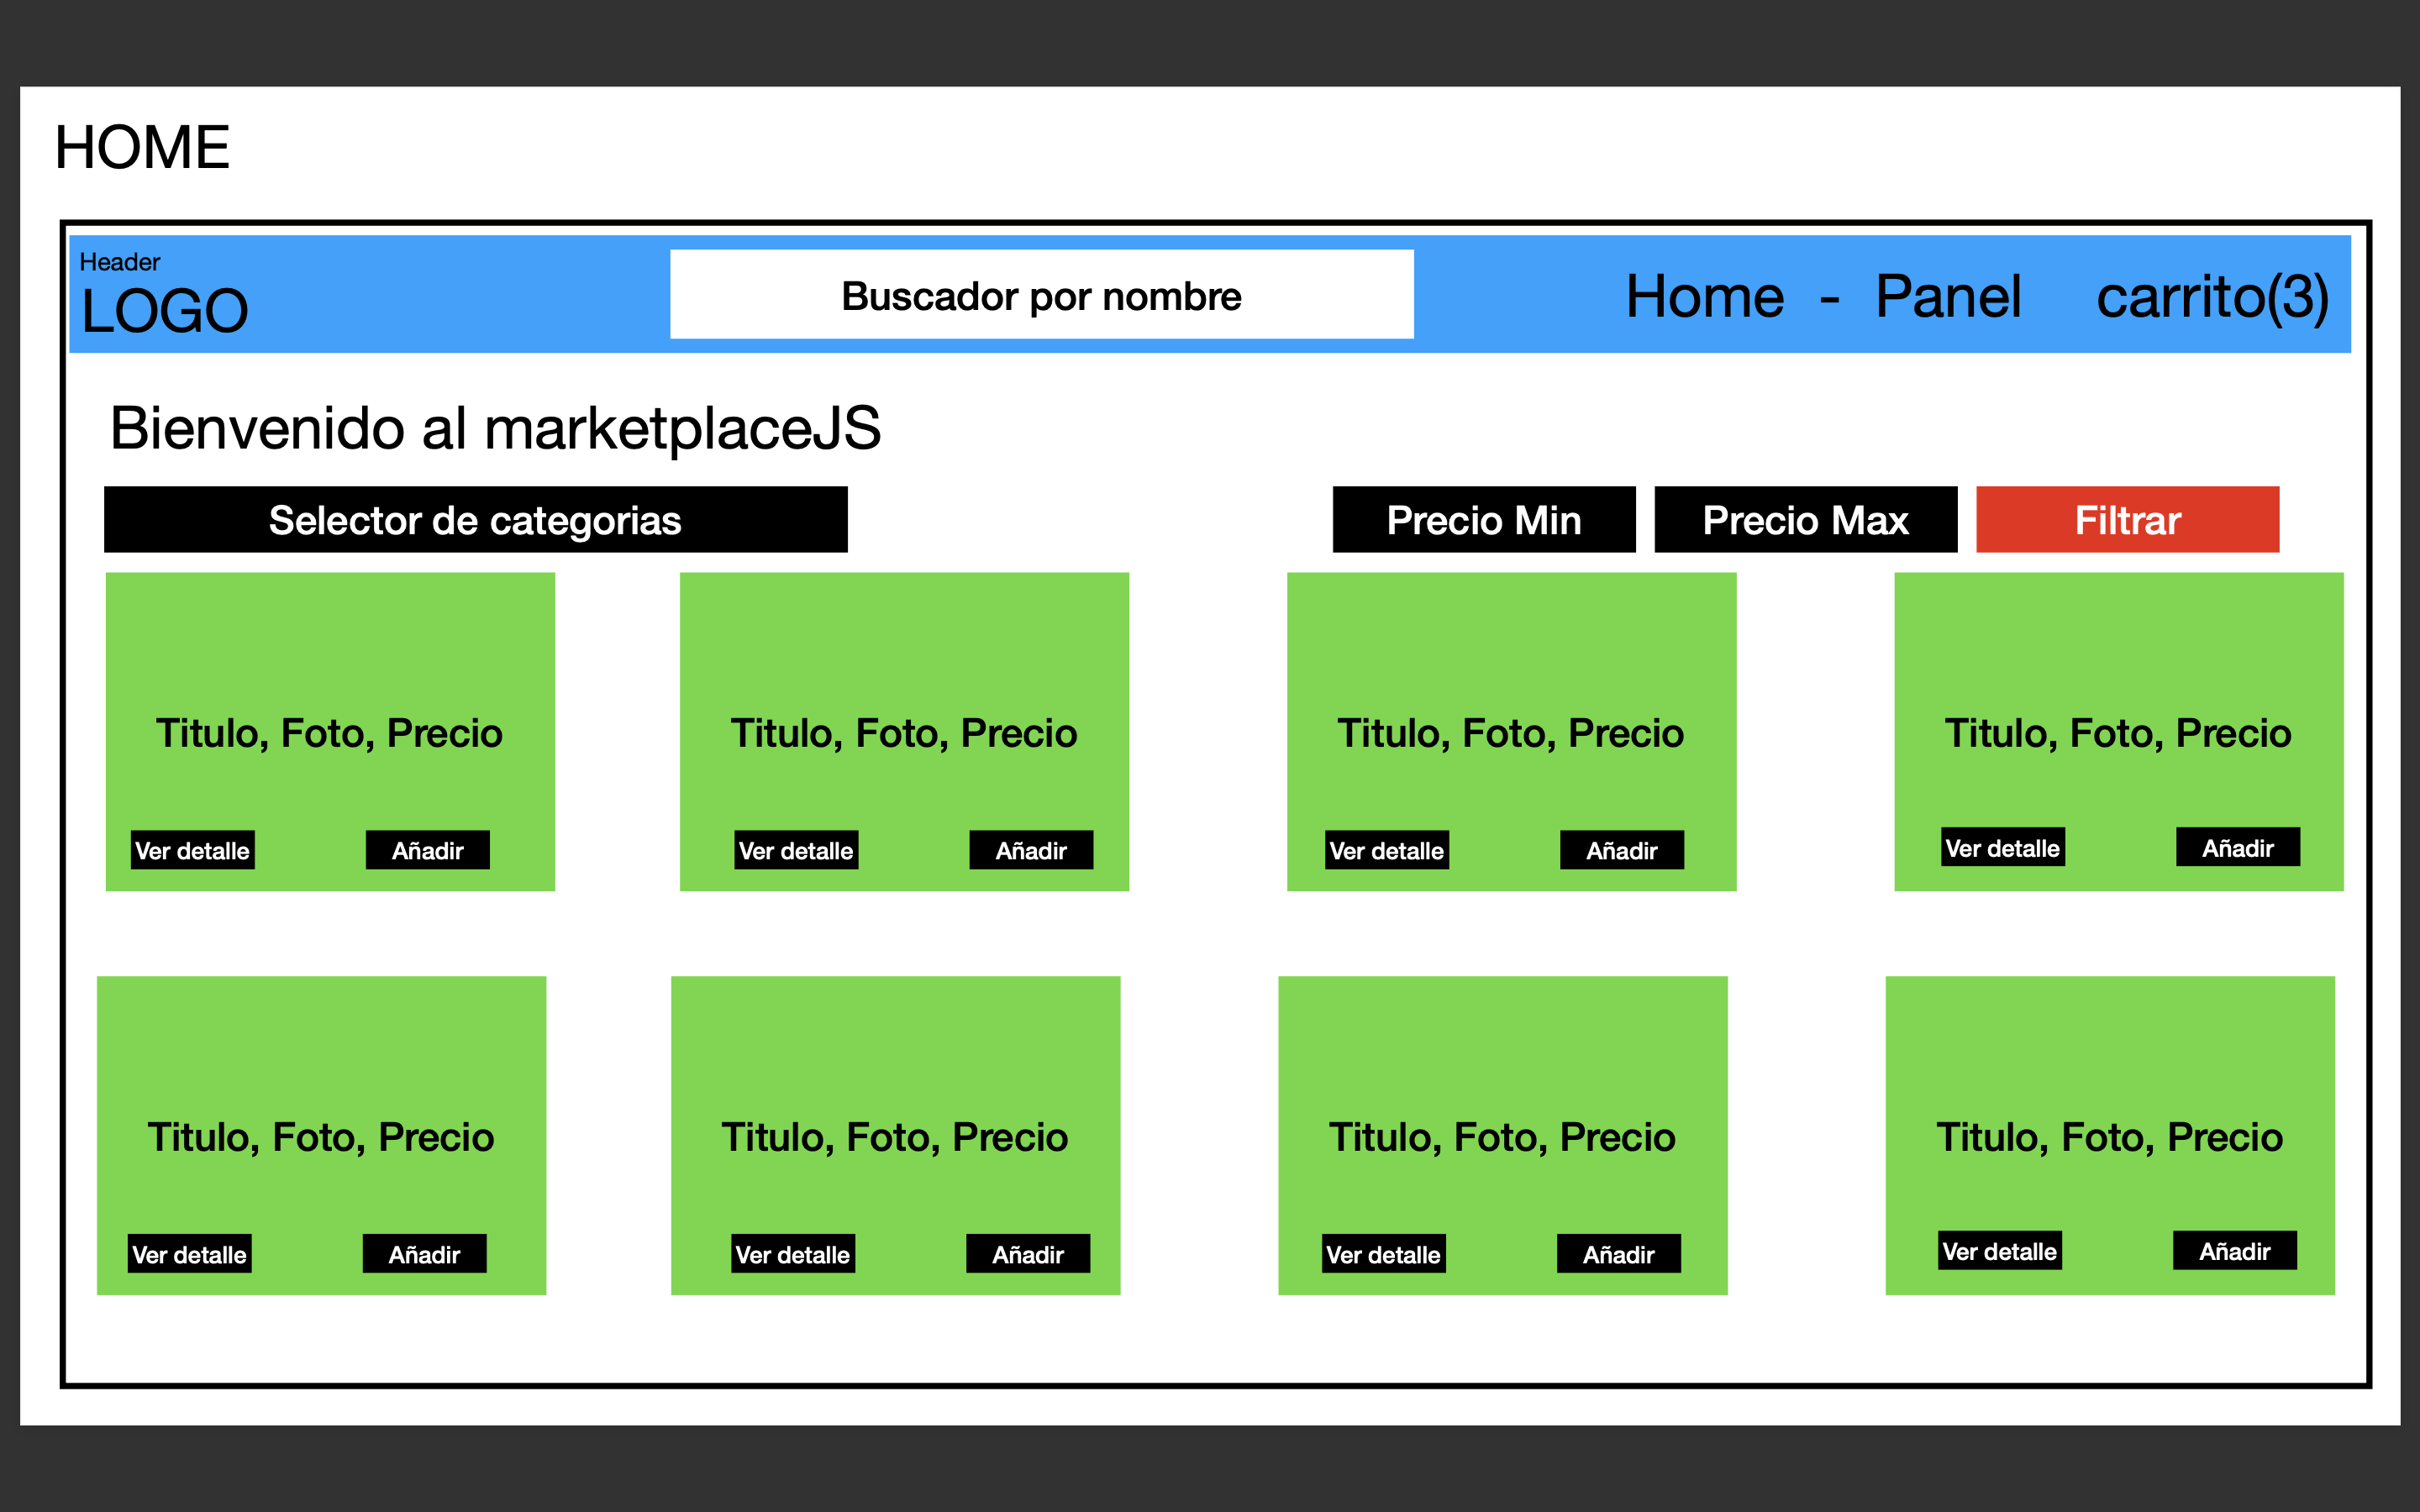 HOME
Header
LOGO
Buscador por nombre
Home - Panel carrito(3)
Bienvenido al marketplaceJS
Selector de categorias
Precio Min
Precio Max
Filtrar
Titulo, Foto, Precio
Ver detalle
Añadir
Titulo, Foto, Precio
Ver detalle
Añadir
Titulo, Foto, Precio
Ver detalle
Añadir
Titulo, Foto, Precio
Ver detalle
Añadir
Titulo, Foto, Precio
Ver detalle
Añadir
Titulo, Foto, Precio
Ver detalle
Añadir
Titulo, Foto, Precio
Ver detalle
Añadir
Titulo, Foto, Precio
Ver detalle
Añadir